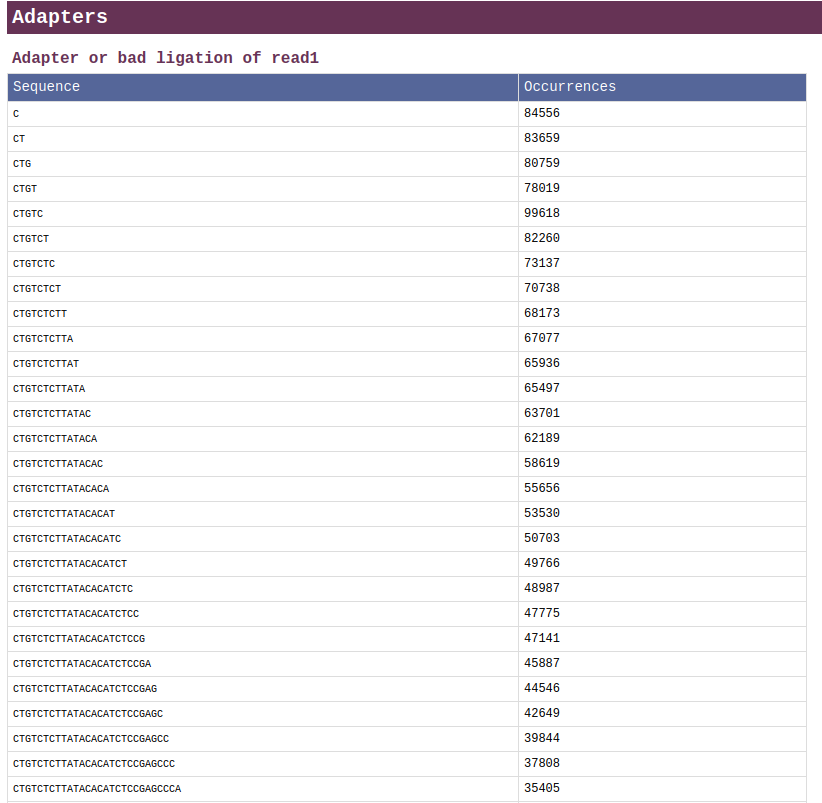 Adapters
Adapter or bad ligation of read1
Sequence Occurrences
C 84556
CT 83659
CTG 80759
CTGT 78019
CTGTC 99618
CTGTCT 82260
CTGTCTC 73137
CTGTCTCT 70738
CTGTCTCTT 68173
CTGTCTCTTA 67077
CTGTCTCTTAT 65936
CTGTCTCTTATA 65497
CTGTCTCTTATAC 63701
CTGTCTCTTATACA 62189
CTGTCTCTTATACAC 58619
CTGTCTCTTATACACA 55656
CTGTCTCTTATACACAT 53530
CTGTCTCTTATACACATC 50703
CTGTCTCTTATACACATCT 49766
CTGTCTCTTATACACATCTC 48987
CTGTCTCTTATACACATCTCC 47775
CTGTCTCTTATACACATCTCCG 47141
CTGTCTCTTATACACATCTCCGA 45887
CTGTCTCTTATACACATCTCCGAG 44546
CTGTCTCTTATACACATCTCCGAGC 42649
CTGTCTCTTATACACATCTCCGAGCC 39844
CTGTCTCTTATACACATCTCCGAGCCC 37808
CTGTCTCTTATACACATCTCCGAGCCCA 35405